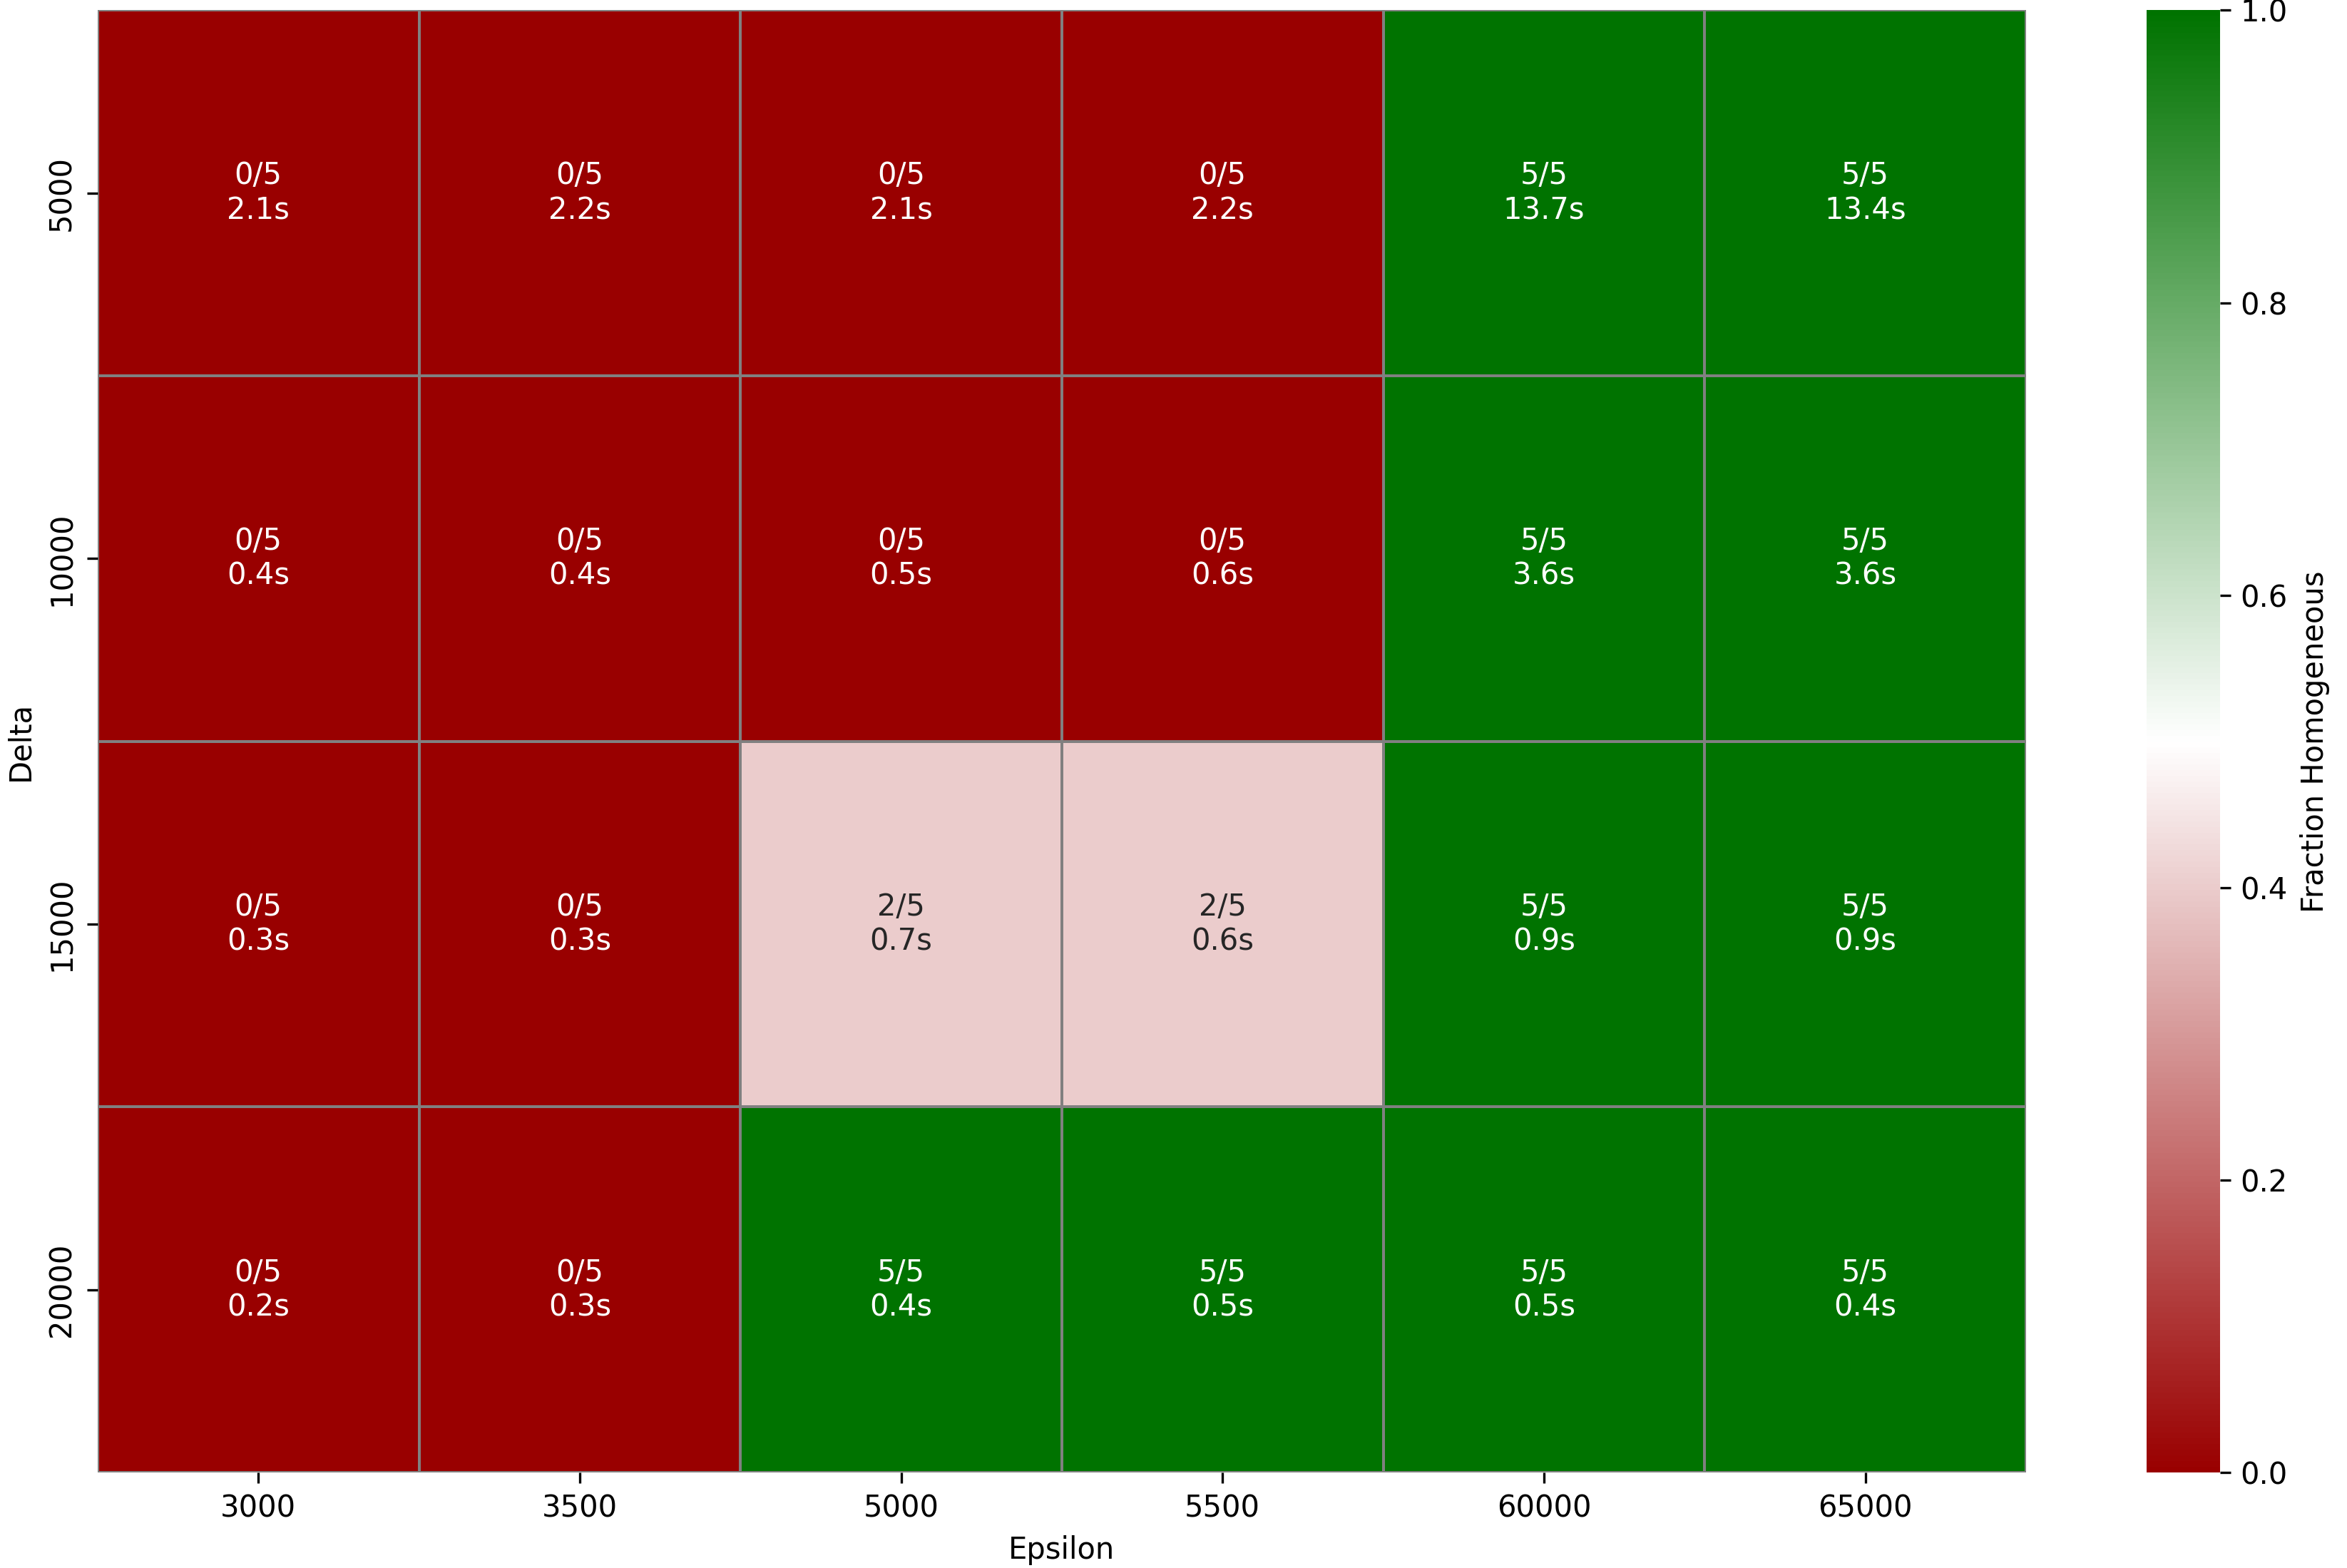 0/5
2.1s
0/5
2.2s
0/5
2.1s
0/5
2.2s
5/5
13.7s
5/5
13.4s
0/5
0.4s
0/5
0.4s
0/5
0.5s
0/5
0.6s
5/5
3.6s
5/5
3.6s
0/5
0.3s
0/5
0.3s
2/5
0.7s
2/5
0.6s
5/5
0.9s
5/5
0.9s
0/5
0.2s
0/5
0.3s
5/5
0.4s
5/5
0.5s
5/5
0.5s
5/5
0.4s
5000
10000
15000
20000
Delta
3000
3500
5000
5500
60000
65000
Epsilon
1.0
0.8
0.6
0.4
0.2
0.0
Fraction Homogeneous